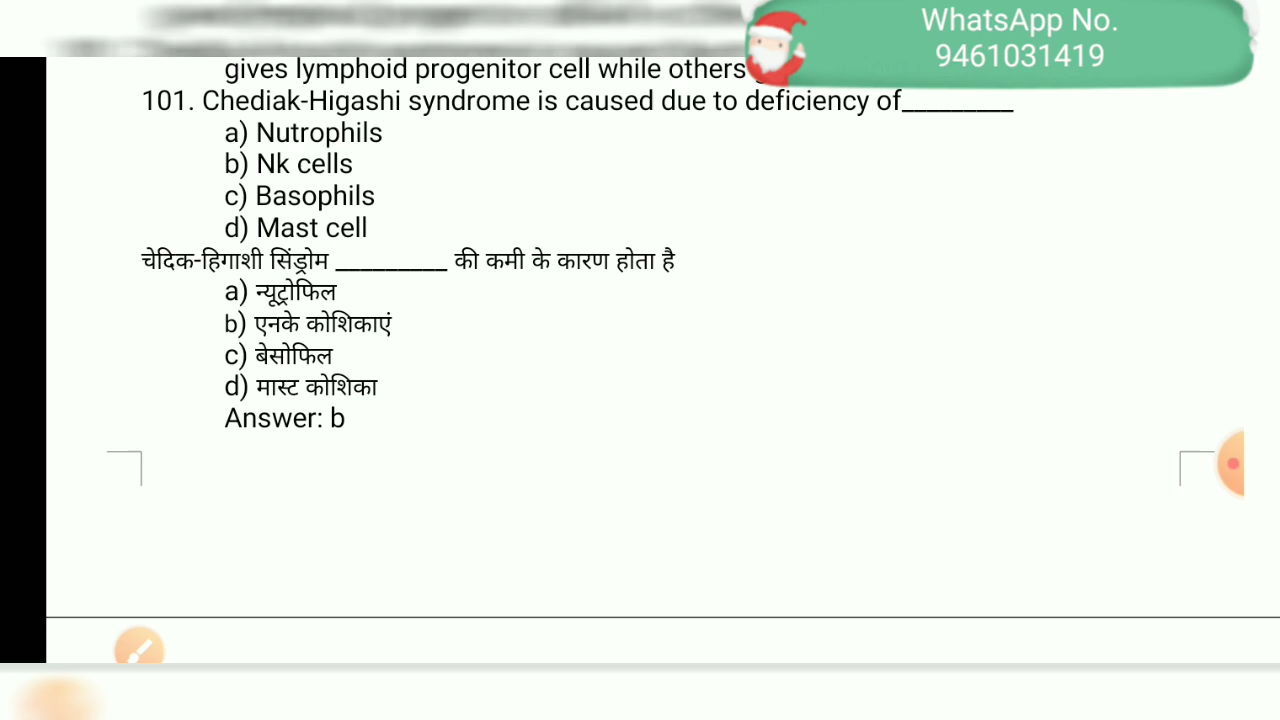 WhatsApp No.
9461031419
gives lymphoid progenitor cell while others
101. Chediak-Higashi syndrome is caused due to deficiency of_________
a) Nutrophils
b) Nk cells
c) Basophils
d) Mast cell
चेदिक-हिगाशी सिंड्रोम _________ की कमी के कारण होता है
a) न्यूट्रोफिल
b) एनके कोशिकाएं
c) बेसोफिल
d) मास्ट कोशिका
Answer: b